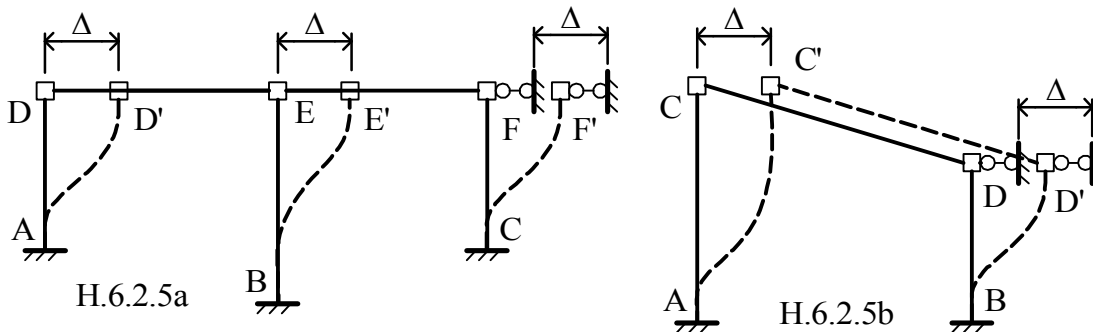 Δ Δ Δ
D D' E E' F F'
A B C
H.6.2.5a
Δ Δ
C C' D D'
A B
H.6.2.5b